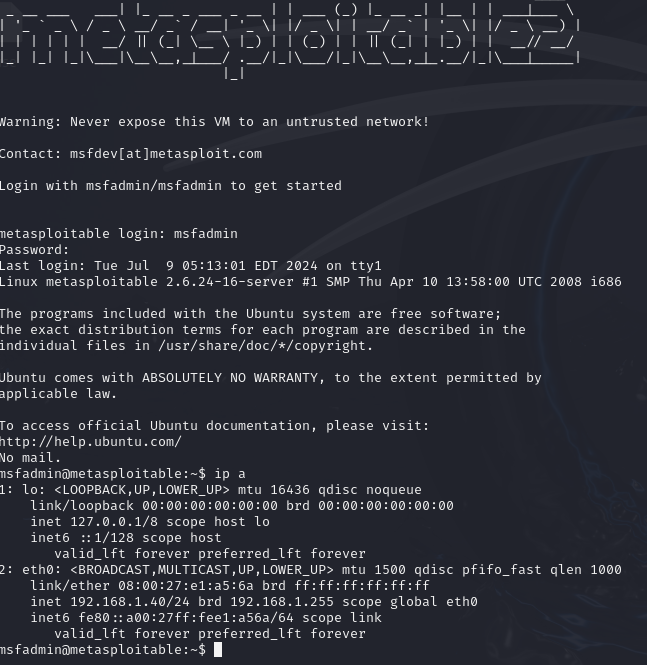 metasploitable2
Warning: Never expose this VM to an untrusted network!
Contact: msfdev[at]metasploit.com
Login with msfadmin/msfadmin to get started
metasploitable login: msfadmin
Password:
Last login: Tue Jul  9 05:13:01 EDT 2024 on tty1
Linux metasploitable 2.6.24-16-server #1 SMP Thu Apr 10 13:58:00 UTC 2008 i686
The programs included with the Ubuntu system are free software;
the exact distribution terms for each program are described in the
individual files in /usr/share/doc/*/copyright.
Ubuntu comes with ABSOLUTELY NO WARRANTY, to the extent permitted by
applicable law.
To access official Ubuntu documentation, please visit:
http://help.ubuntu.com/
No mail.
msfadmin@metasploitable:~$ ip a
1: lo: <LOOPBACK,UP,LOWER_UP> mtu 16436 qdisc noqueue
    link/loopback 00:00:00:00:00:00 brd 00:00:00:00:00:00
    inet 127.0.0.1/8 scope host lo
    inet6 ::1/128 scope host
       valid_lft forever preferred_lft forever
2: eth0: <BROADCAST,MULTICAST,UP,LOWER_UP> mtu 1500 qdisc pfifo_fast qlen 1000
    link/ether 08:00:27:e1:a5:6a brd ff:ff:ff:ff:ff:ff
    inet 192.168.1.40/24 brd 192.168.1.255 scope global eth0
    inet6 fe80::a00:27ff:fee1:a56a/64 scope link
       valid_lft forever preferred_lft forever
msfadmin@metasploitable:~$